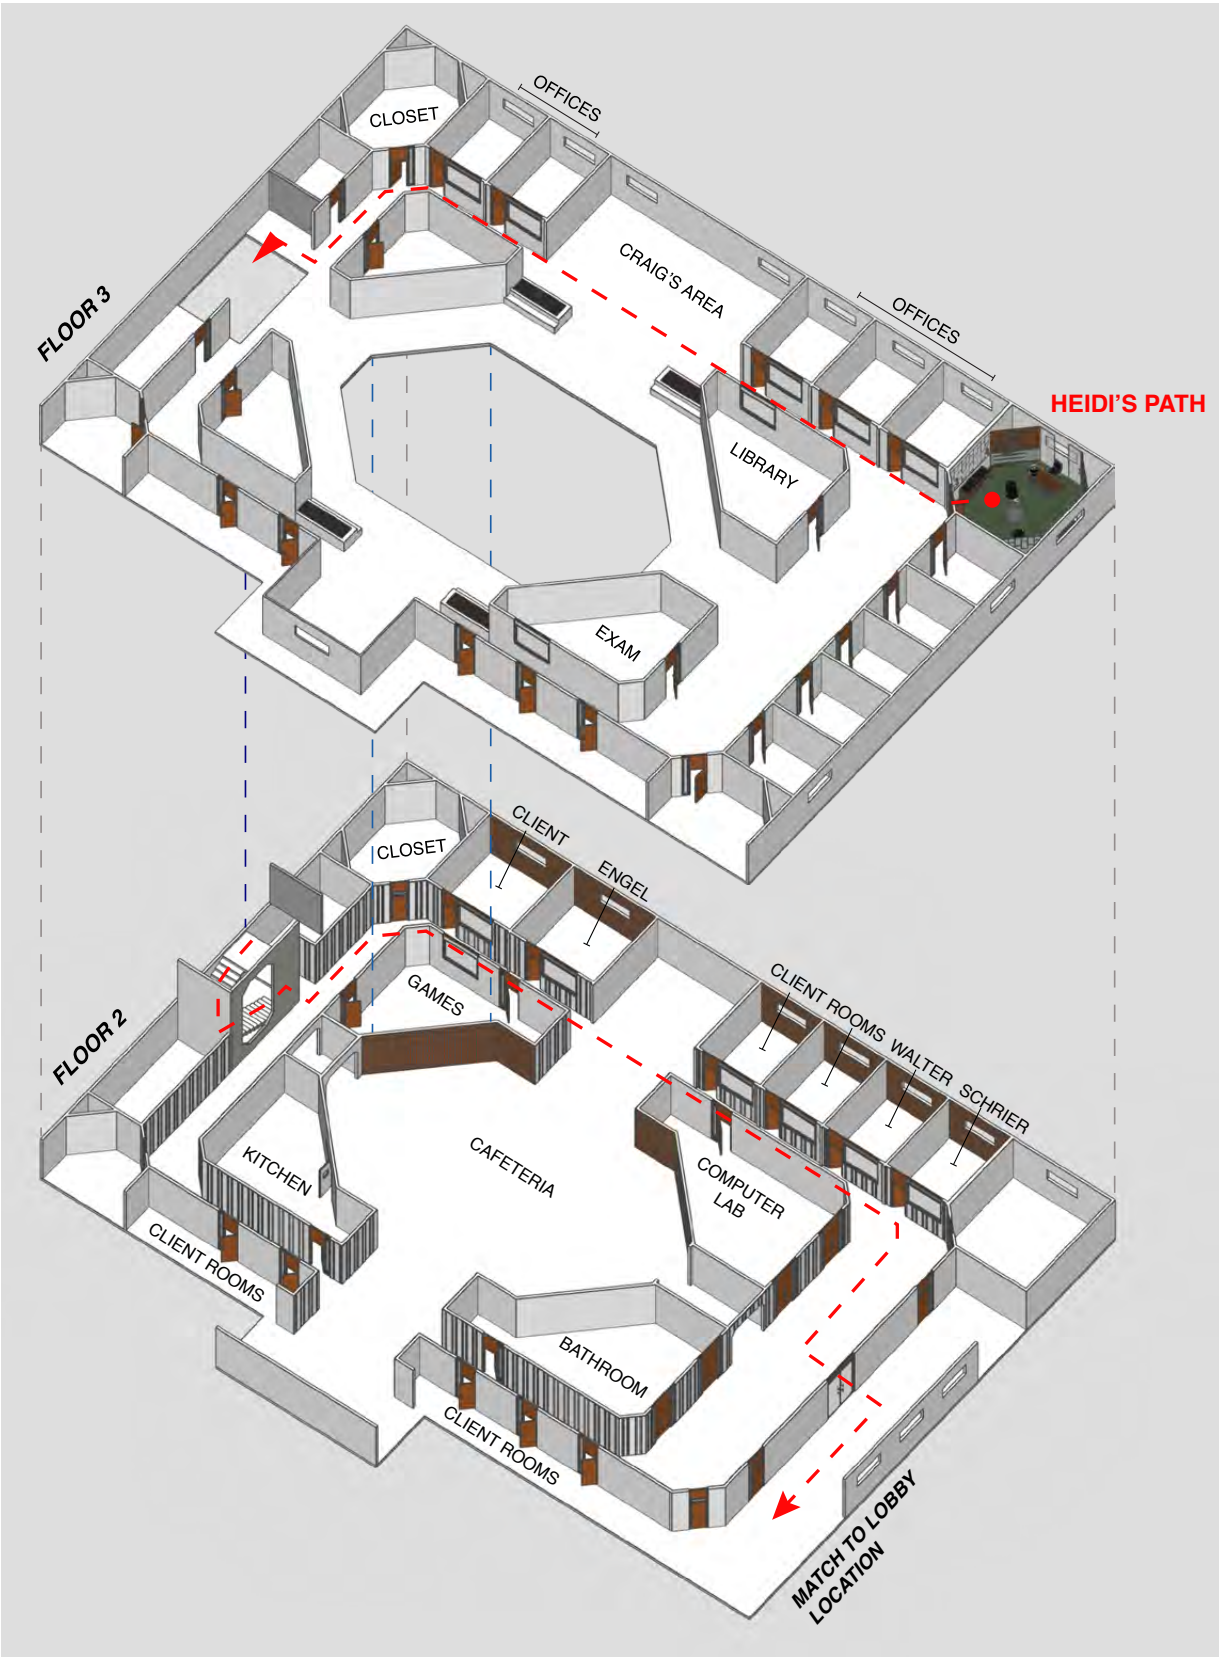 OFFICES
CLOSET
CRAIG'S AREA
OFFICES
FLOOR 3
HEIDI'S PATH
LIBRARY
EXAM
CLIENT
CLOSET
ENGEL
CLIENT ROOMS WALTER SCHRIER
GAMES
FLOOR 2
CAFETERIA
KITCHEN
COMPUTER
LAB
CLIENT ROOMS
BATHROOM
CLIENT ROOMS
MATCH TO LOBBY
LOCATION